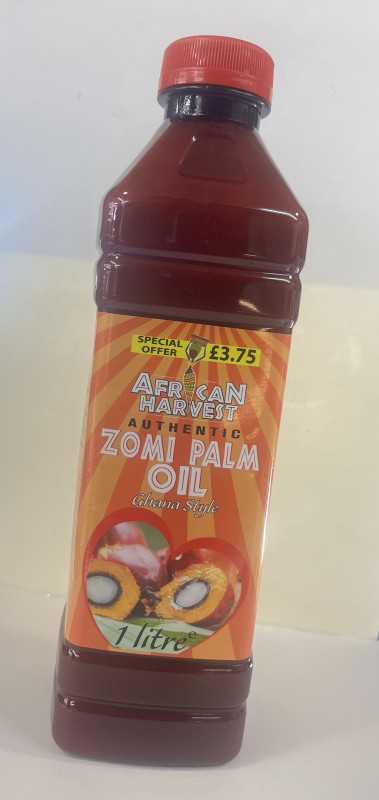 SPECIAL OFFER £3.75
AFRICAN
HARVEST
AUTHENTIC
ZOMI PALM
OIL
Ghana Style
1 litre e